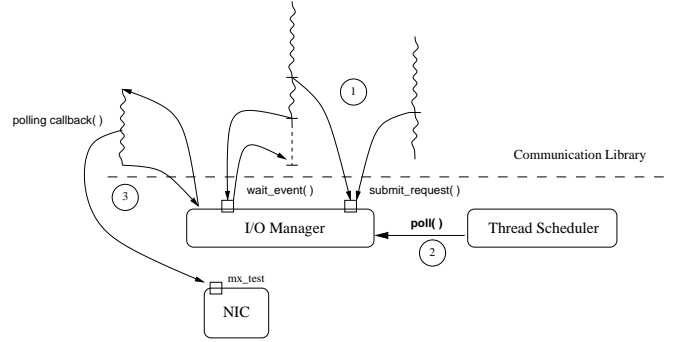 1
polling callback( )
Communication Library
3
wait_event( )
submit_request( )
I/O Manager
poll( )
Thread Scheduler
2
mx_test
NIC